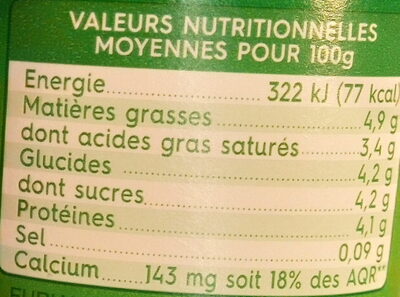 VALEURS NUTRITIONNELLES
MOYENNES POUR 100g
Energie 322 kJ (77 kcal)
Matières grasses 4,9 g
dont acides gras saturés 3,4 g
Glucides 4,2 g
dont sucres 4,2 g
Protéines 4,1 g
Sel 0,09 g
Calcium 143 mg soit 18% des AQR**